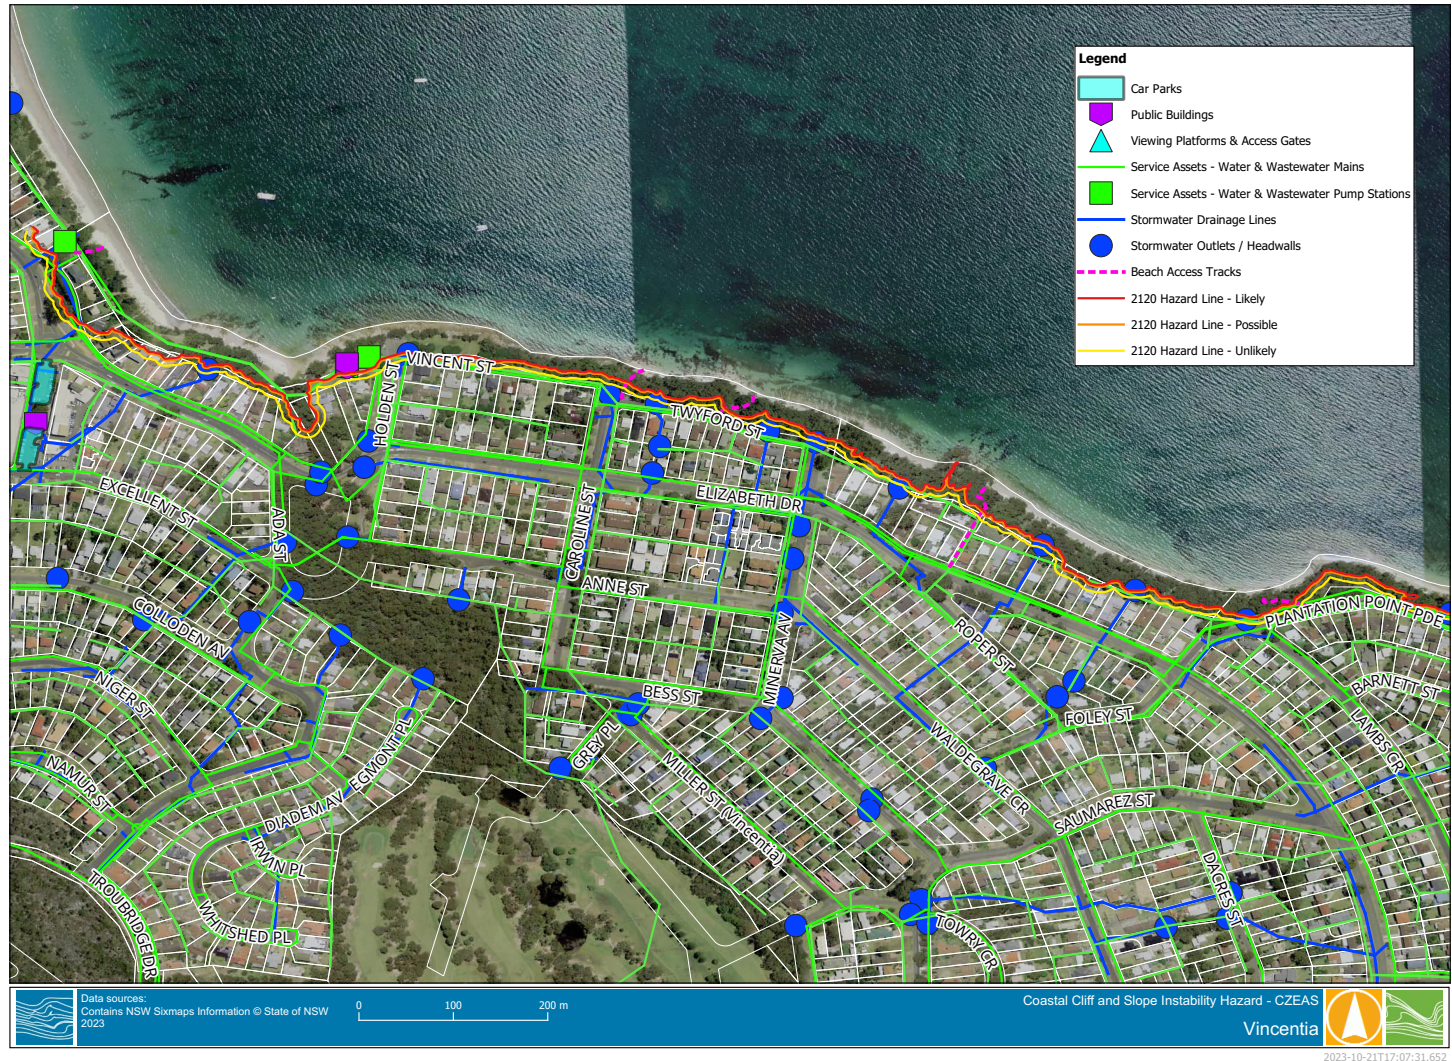 Legend
Car Parks
Public Buildings
Viewing Platforms & Access Gates
Service Assets - Water & Wastewater Mains
Service Assets - Water & Wastewater Pump Stations
Stormwater Drainage Lines
Stormwater Outlets / Headwalls
Beach Access Tracks
2120 Hazard Line - Likely
2120 Hazard Line - Possible
2120 Hazard Line - Unlikely
VINCENT ST
HOLDEN ST
TWYFORD ST
ELIZABETH DR
CAROLINE ST
EXCELLENT ST
ADA ST
ANNE ST
COLLODEN AV
MINERVA AV
ROPER ST
PLANTATION POINT PDE
BARNETT ST
LAMBS CR
NIGER ST
BESS ST
FOLEY ST
GREY PL
EGMONT PL
WALDEGRAVE CR
NAMUR ST
MILLER ST (Vincentia)
DIADEM AV
SAUMAREZ ST
IRWIN PL
DACRES ST
TROUBRIDGE DR
WHITSHED PL
TOWRY CR
Data sources:
Contains NSW Sixmaps Information © State of NSW
2023
0 100 200 m
Coastal Cliff and Slope Instability Hazard - CZEAS
Vincentia
2023-10-21T17:07:31.632